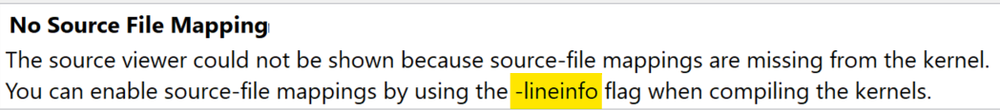 No Source File Mapping
The source viewer could not be shown because source-file mappings are missing from the kernel.
You can enable source-file mappings by using the -lineinfo flag when compiling the kernels.